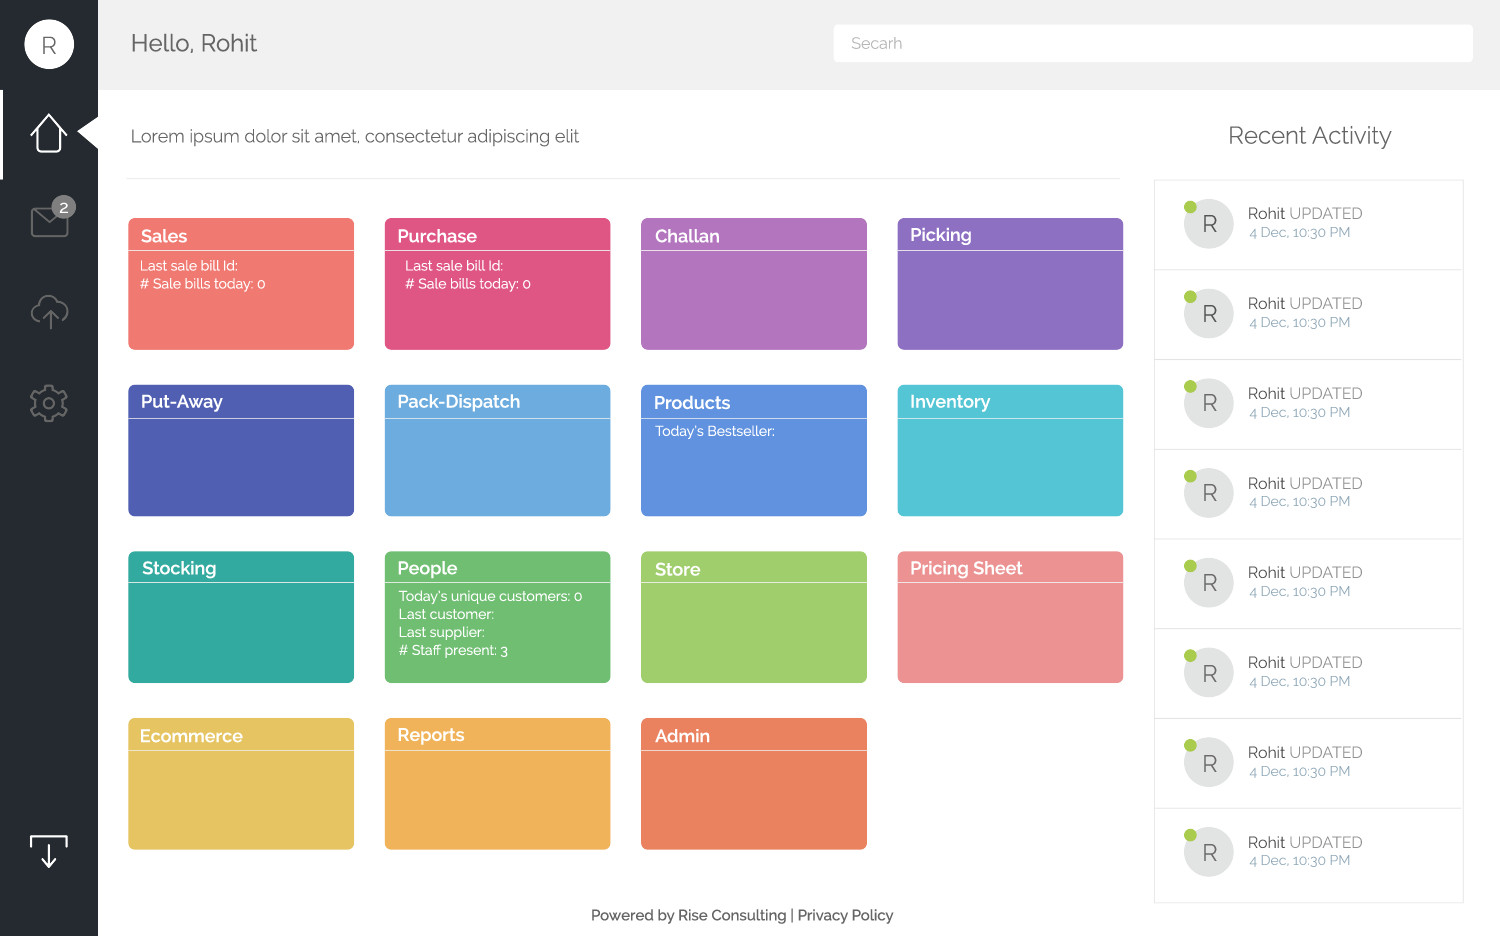 R
Hello, Rohit
Secarh
2
Lorem ipsum dolor sit amet, consectetur adipiscing elit
Sales
Last sale bill Id:
# Sale bills today: 0
Purchase
Last sale bill Id:
# Sale bills today: 0
Challan
Picking
Put-Away
Pack-Dispatch
Products
Today's Bestseller:
Inventory
Stocking
People
Today's unique customers: 0
Last customer:
Last supplier:
# Staff present: 3
Store
Pricing Sheet
Ecommerce
Reports
Admin
Recent Activity
R
Rohit UPDATED
4 Dec, 10:30 PM
R
Rohit UPDATED
4 Dec, 10:30 PM
R
Rohit UPDATED
4 Dec, 10:30 PM
R
Rohit UPDATED
4 Dec, 10:30 PM
R
Rohit UPDATED
4 Dec, 10:30 PM
R
Rohit UPDATED
4 Dec, 10:30 PM
R
Rohit UPDATED
4 Dec, 10:30 PM
R
Rohit UPDATED
4 Dec, 10:30 PM
Powered by Rise Consulting | Privacy Policy